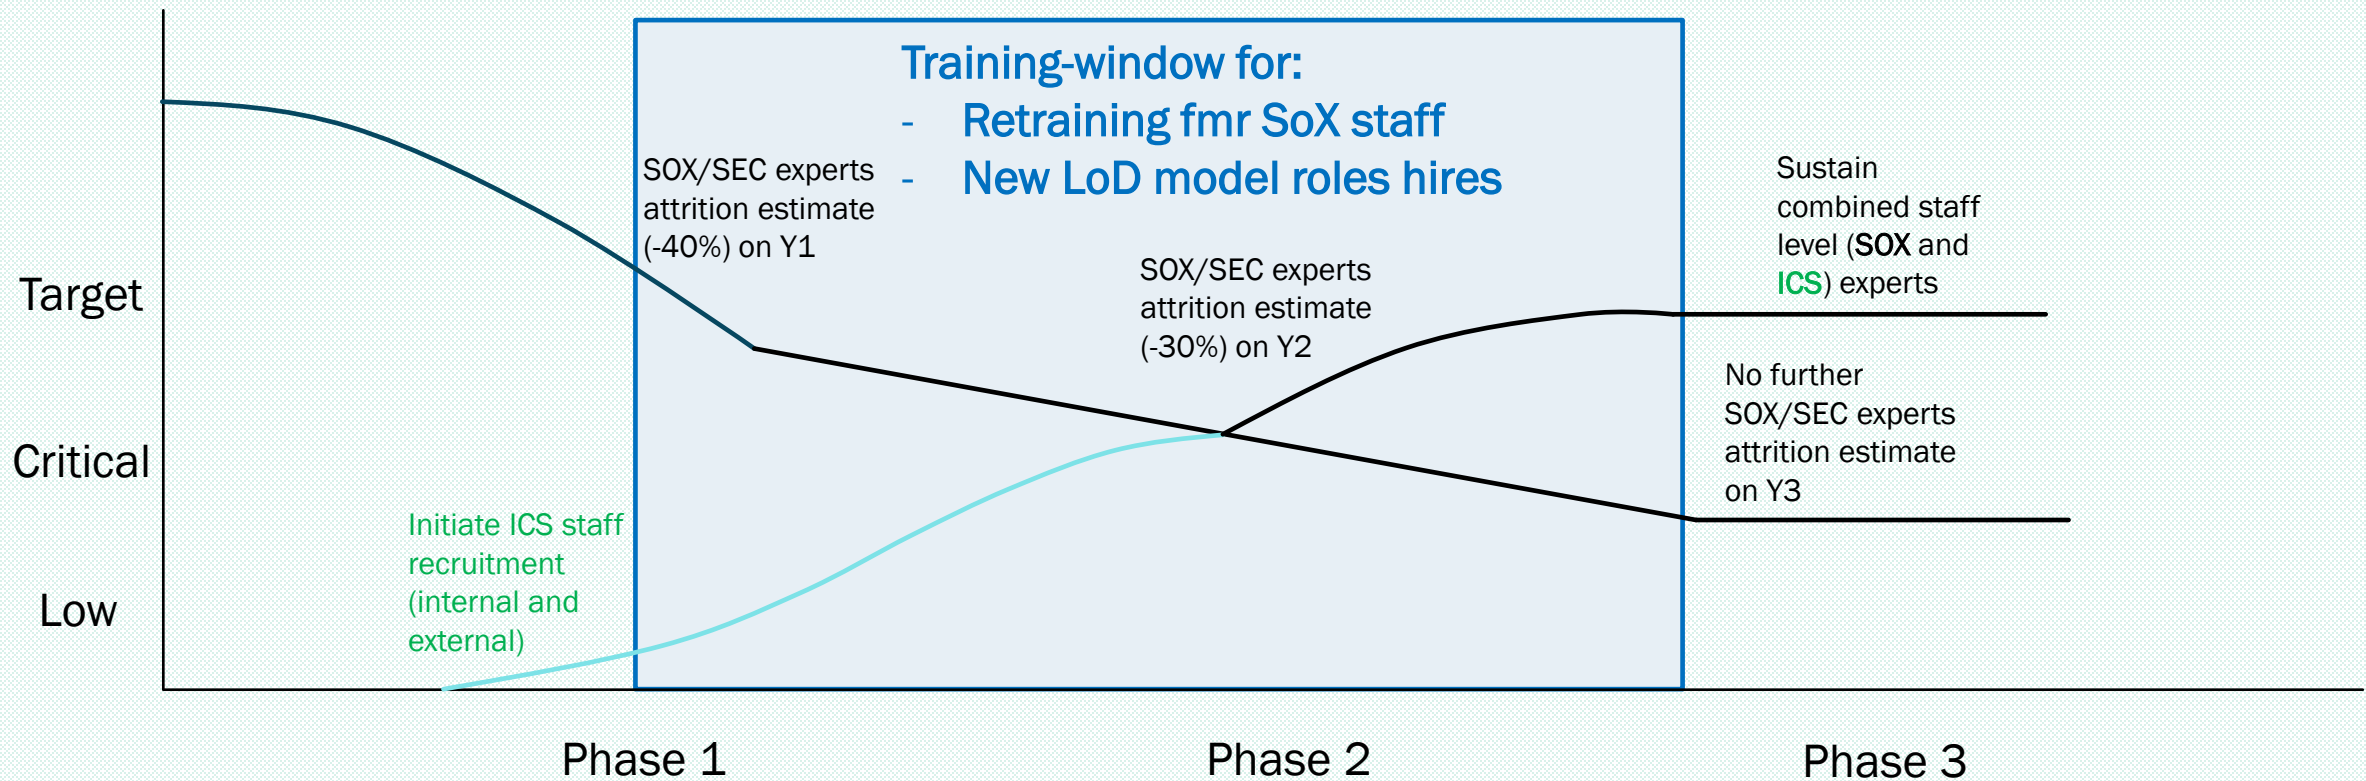 Training-window for:
- Retraining fmr SoX staff
- New LoD model roles hires
SOX/SEC experts
attrition estimate
(-40%) on Y1
SOX/SEC experts
attrition estimate
(-30%) on Y2
Sustain
combined staff
level (SOX and
ICS) experts
No further
SOX/SEC experts
attrition estimate
on Y3
Initiate ICS staff
recruitment
(internal and
external)
Target
Critical
Low
Phase 1
Phase 2
Phase 3